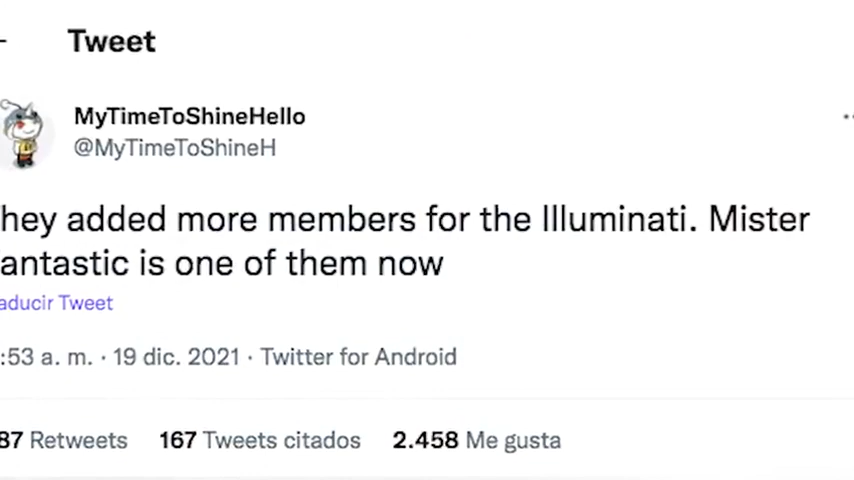 Tweet
MyTimeToShineHello
@MyTimeToShineH
hey added more members for the Illuminati. Mister
antastic is one of them now
aducir Tweet
:53 a. m. · 19 dic. 2021 · Twitter for Android
87 Retweets 167 Tweets citados 2.458 Me gusta